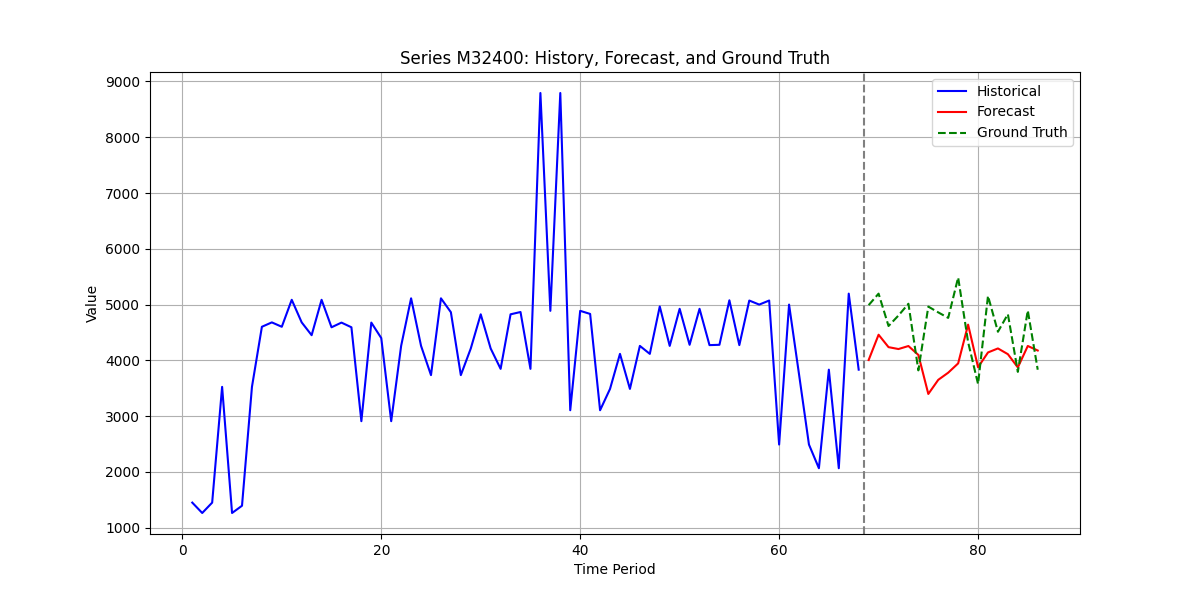 Series M32400: History, Forecast, and Ground Truth
9000
8000
7000
6000
5000
4000
3000
2000
1000
Value
0
20
40
60
80
Time Period
Historical
Forecast
Ground Truth